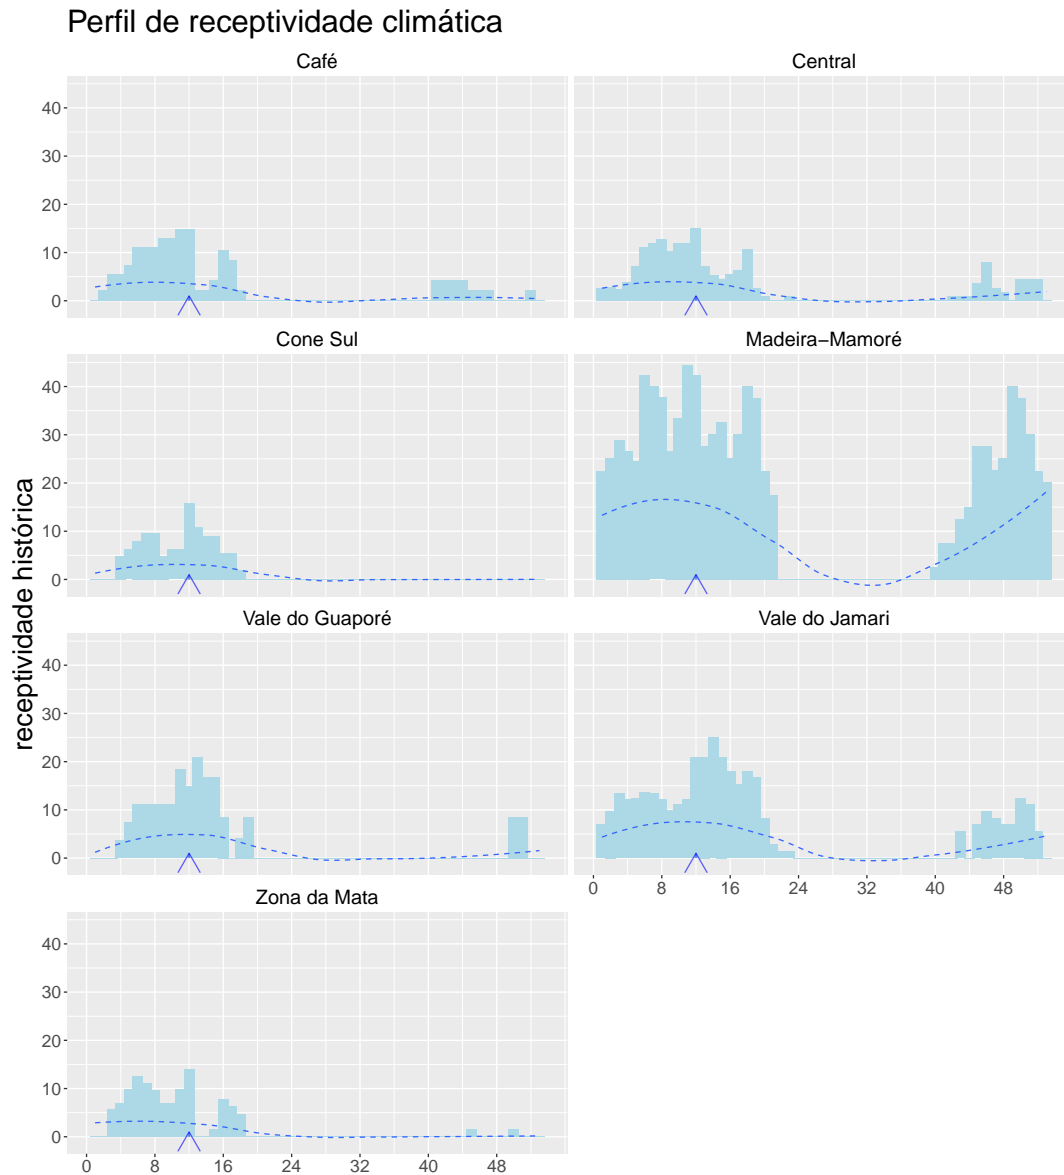 Perfil de receptividade climática
Café
Central
40
30
20
10
0
Cone Sul
Madeira−Mamoré
40
30
20
10
0
receptividade histórica
Vale do Guaporé
Vale do Jamari
40
30
20
10
0
0 8 16 24 32 40 48
Zona da Mata
40
30
20
10
0
0 8 16 24 32 40 48